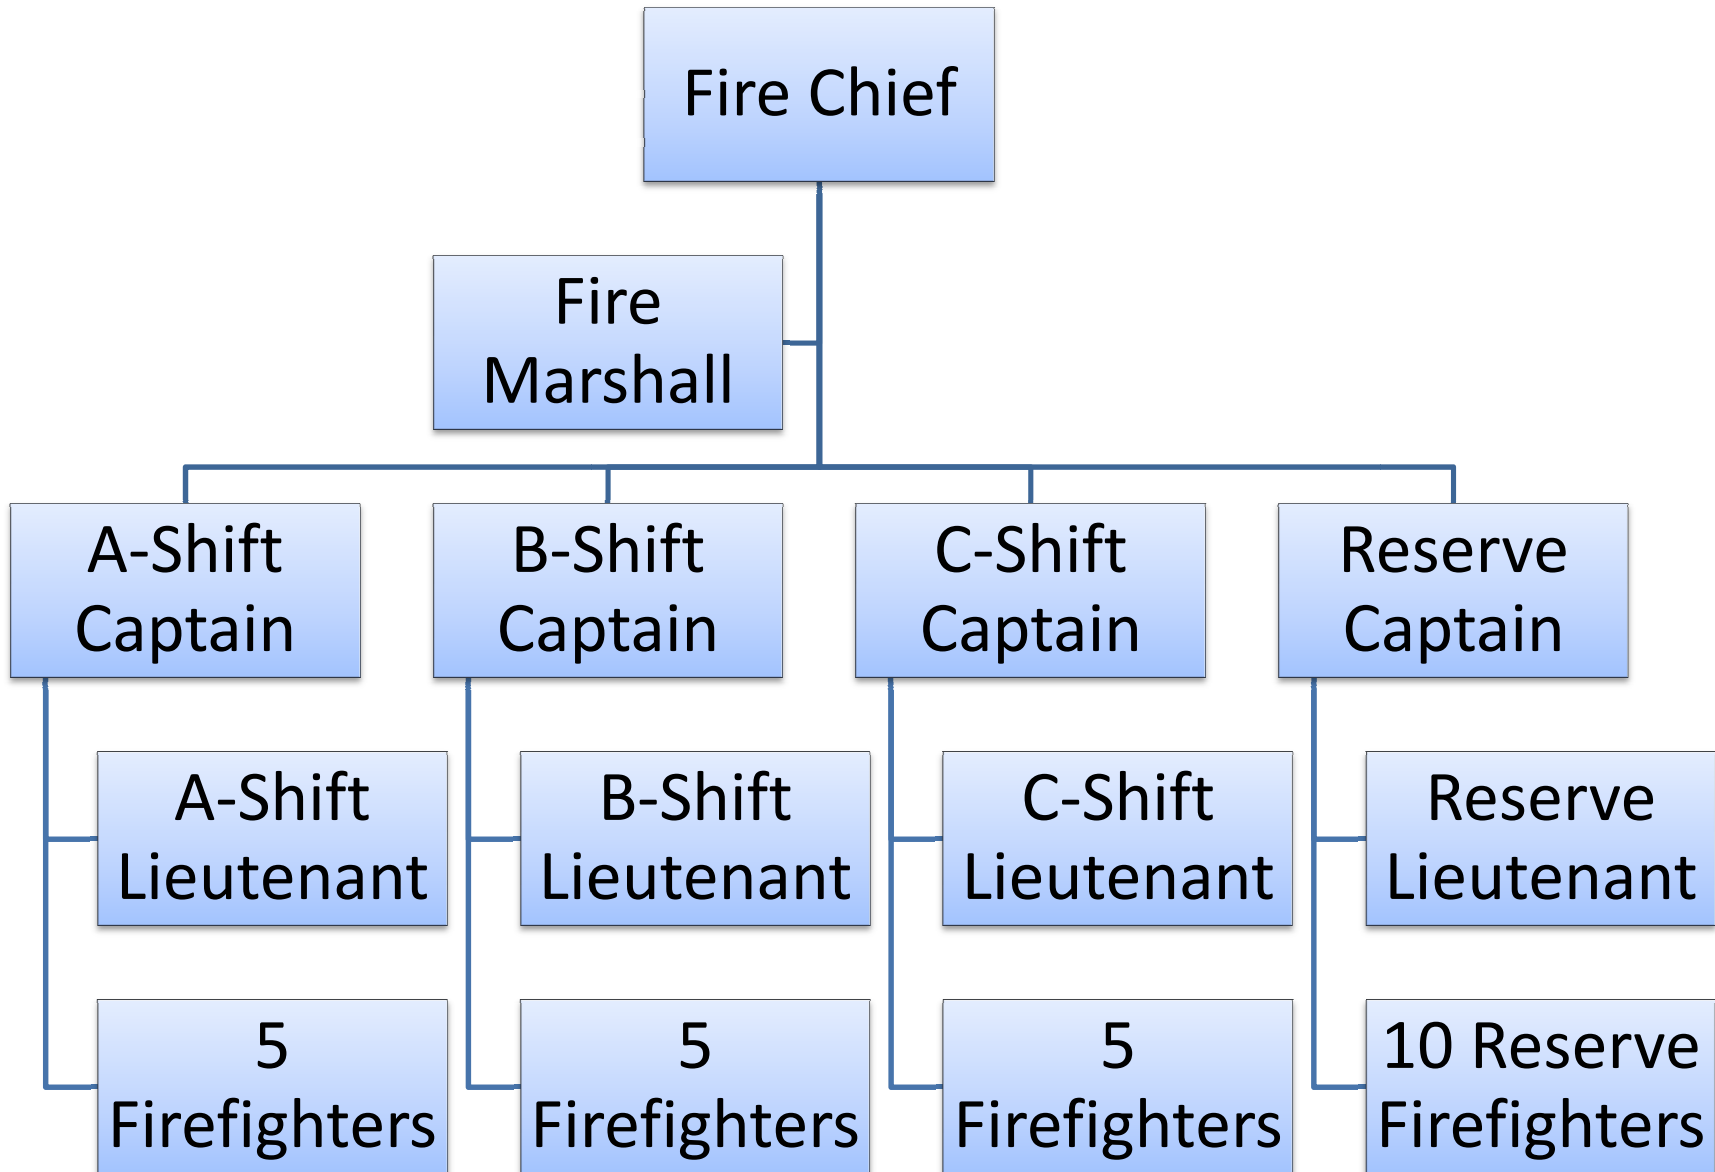 Fire Chief
Fire
Marshall
A-Shift
Captain
B-Shift
Captain
C-Shift
Captain
Reserve
Captain
A-Shift
Lieutenant
B-Shift
Lieutenant
C-Shift
Lieutenant
Reserve
Lieutenant
5
Firefighters
5
Firefighters
5
Firefighters
10 Reserve
Firefighters